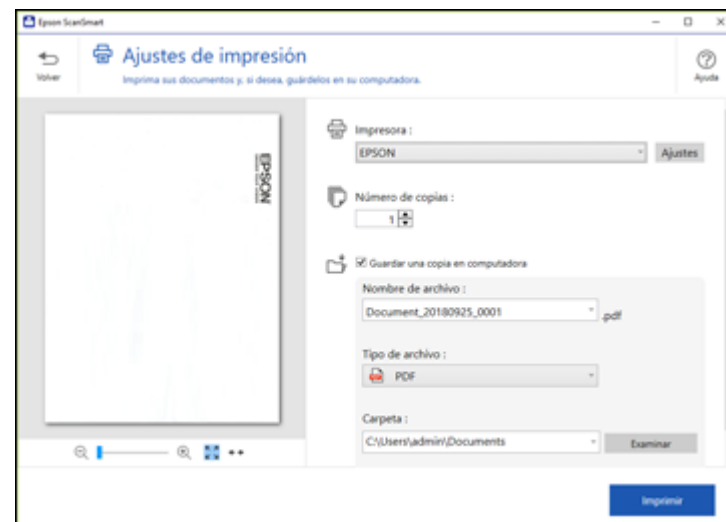 Epson ScanSmart
Volver
Ajustes de impresión
Imprima sus documentos y, si desea, guárdelos en su computadora.
Ayuda
EPSON
Impresora :
EPSON
Ajustes
Número de copias :
1
Guardar una copia en computadora
Nombre de archivo :
Document_20180925_0001
.pdf
Tipo de archivo :
PDF
Carpeta :
C:\Users\admin\Documents
Examinar
Imprimir